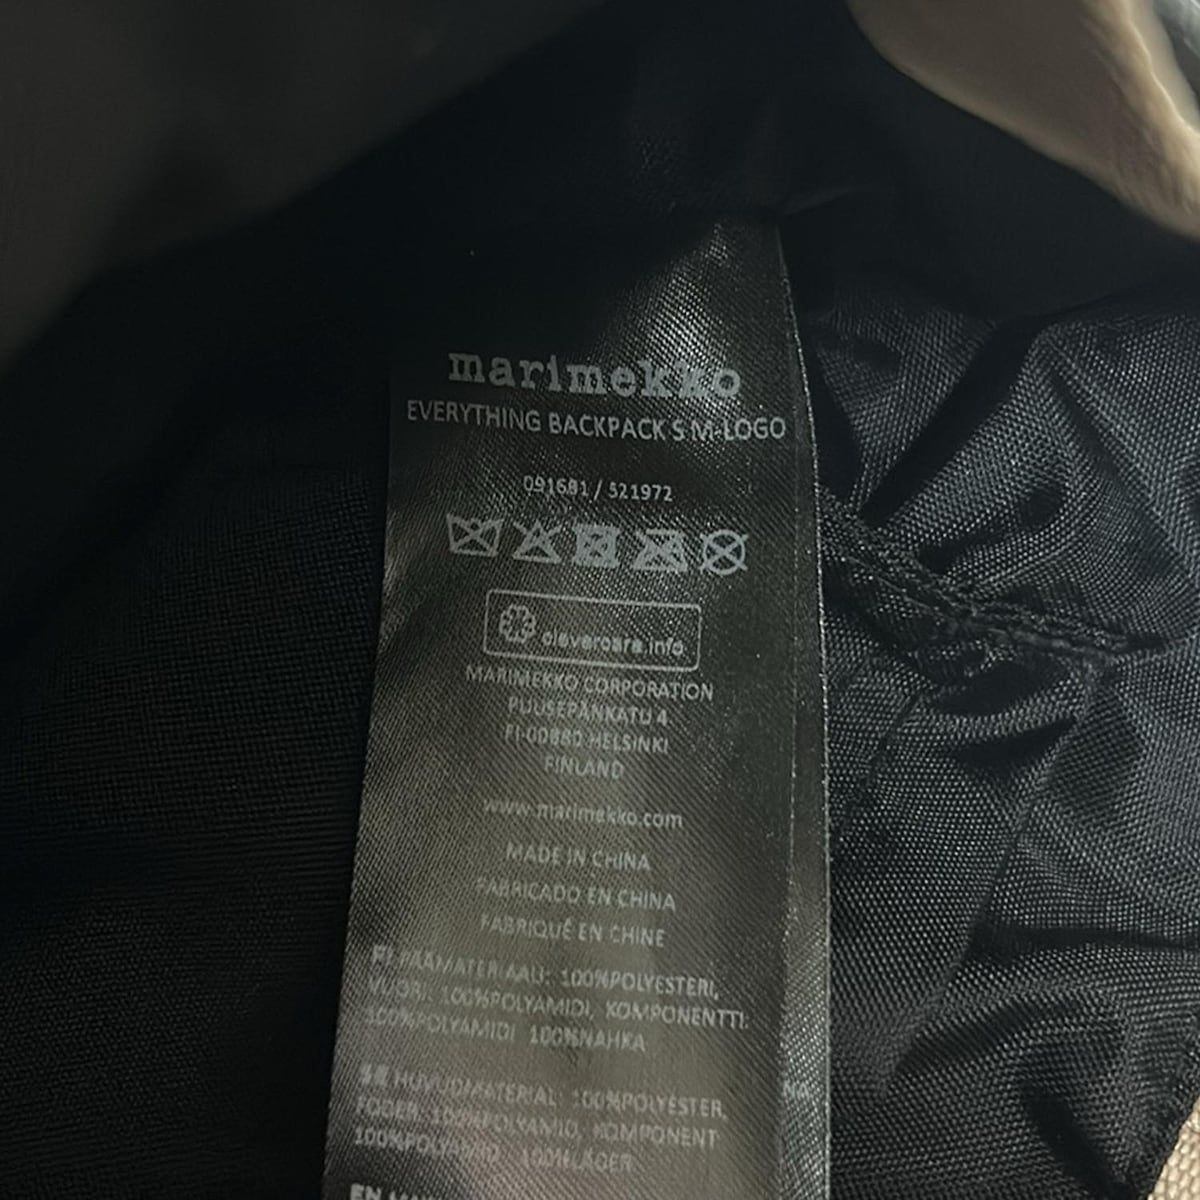 marimekko
EVERYTHING BACKPACK S M-LOGO
091681 / 521972
clevercare.info
MARIMEKKO CORPORATION
PUUSEPÄNKATU 4
FI-00880 HELSINKI
FINLAND
www.marimekko.com
MADE IN CHINA
FABRICADO EN CHINA
FABRIQUÉ EN CHINE
FI PÄÄMATERIAALI: 100%POLYESTERI,
VUORI: 100%POLYAMIDI, KOMPONENTTI:
100%POLYAMIDI 100%NAHKA
SE HUVUDMATERIAL: 100%POLYESTER,
FODER: 100%POLYAMID, KOMPONENT
100%POLYAMID 100%LÄDER
EN